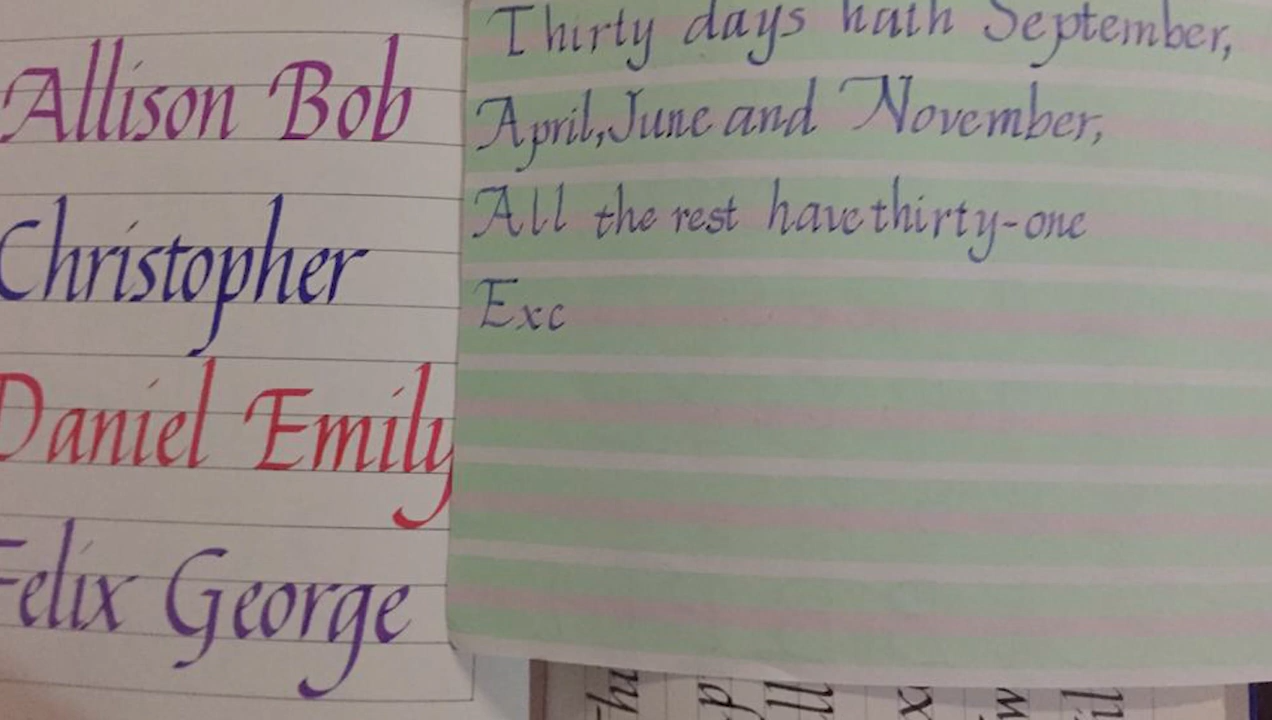 Allison Bob
Christopher
Daniel Emily
Felix George
Thirty days hath September,
April, June and November,
All the rest have thirty-one
Exc